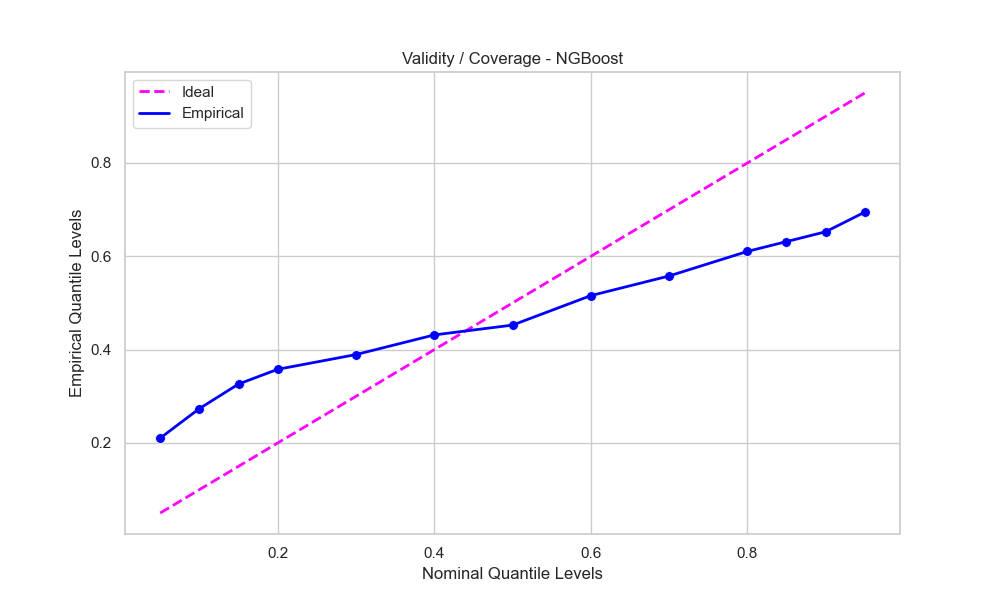 Validity / Coverage - NGBoost
Ideal
Empirical
Empirical Quantile Levels
0.8
0.6
0.4
0.2
0.2
0.4
0.6
0.8
Nominal Quantile Levels